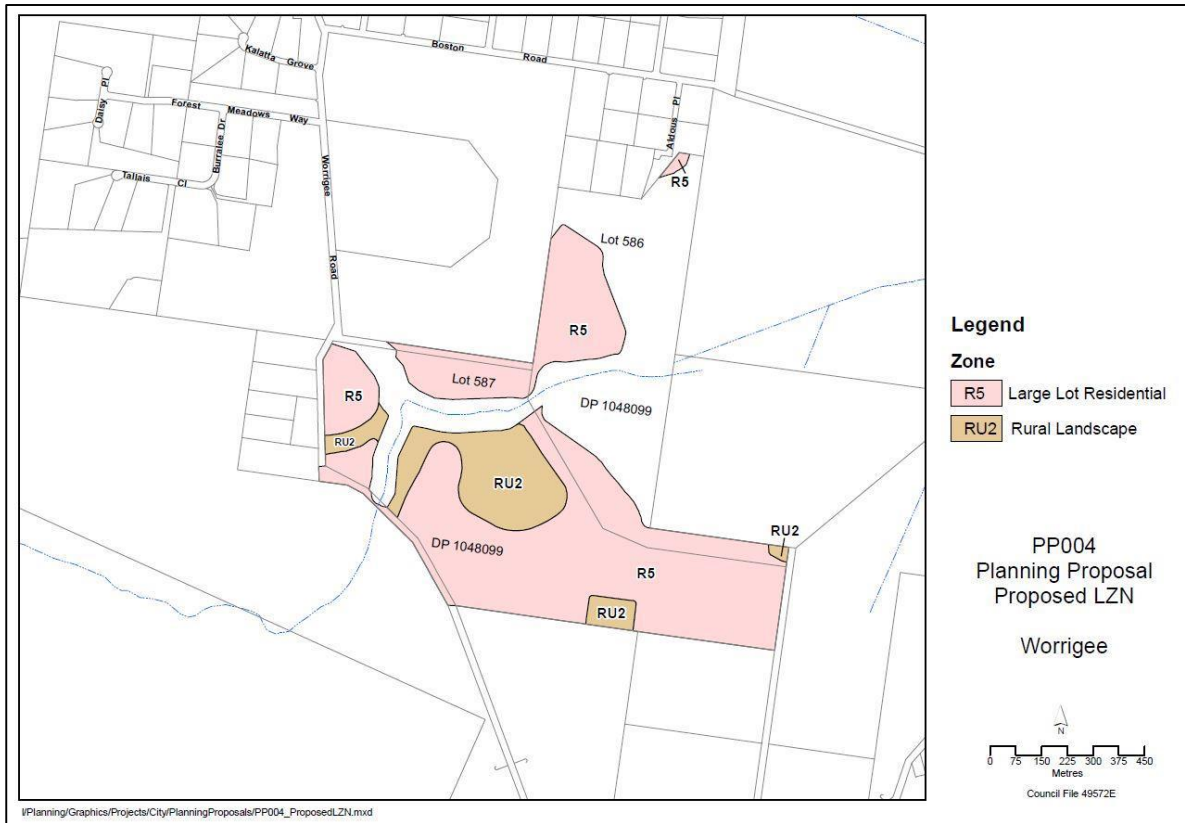 Boston Road
Kalatta Grove
Daisy Pl
Forest Meadows Way
Burralee Dr
Tallais Cl
Worrigee Road
Aldous Pl
R5
Lot 586
R5
Lot 587
R5
DP 1048099
RU2
RU2
RU2
DP 1048099
R5
RU2
Legend
Zone
R5 Large Lot Residential
RU2 Rural Landscape
PP004
Planning Proposal
Proposed LZN
Worrigee
N
0 75 150 225 300 375 450
Metres
Council File 49572E
I/Planning/Graphics/Projects/City/PlanningProposals/PP004_ProposedLZN.mxd